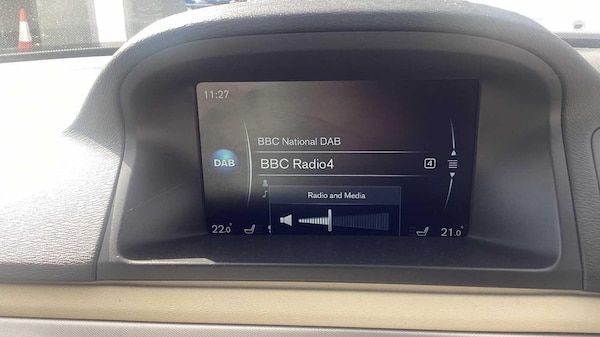 11:27
BBC National DAB
DAB
BBC Radio4
4
Radio and Media
22.0°
21.0°